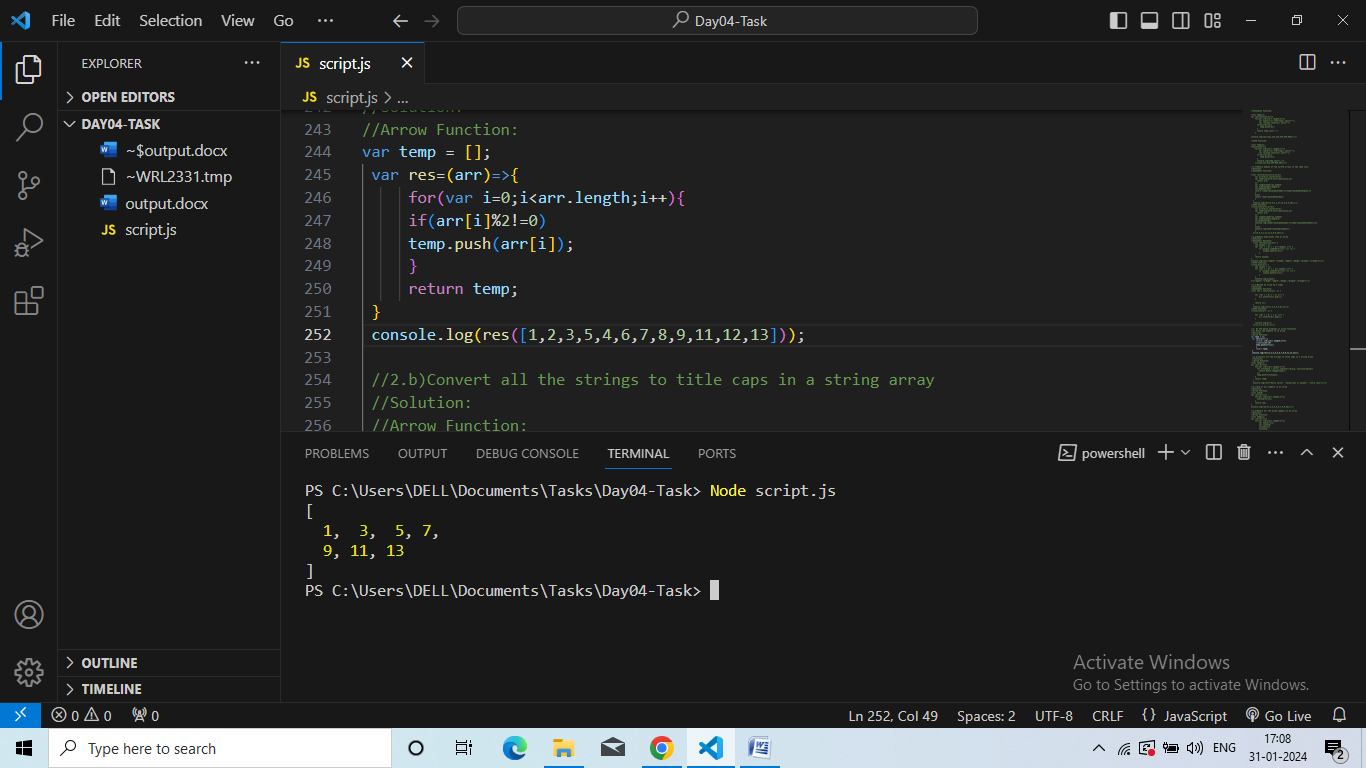 File Edit Selection View Go ··· Day04-Task
EXPLORER ···
OPEN EDITORS
DAY04-TASK
~$output.docx
~WRL2331.tmp
output.docx
JS script.js
OUTLINE
TIMELINE
JS script.js
JS script.js > ...
243 //Arrow Function:
244 var temp = [];
245 var res=(arr)=>{
246 for(var i=0;i<arr.length;i++){
247 if(arr[i]%2!=0)
248 temp.push(arr[i]);
249 }
250 return temp;
251 }
252 console.log(res([1,2,3,5,4,6,7,8,9,11,12,13]));
253
254 //2.b)Convert all the strings to title caps in a string array
255 //Solution:
256 //Arrow Function:
PROBLEMS OUTPUT DEBUG CONSOLE TERMINAL PORTS powershell
PS C:\Users\DELL\Documents\Tasks\Day04-Task> Node script.js
[
1, 3, 5, 7,
9, 11, 13
]
PS C:\Users\DELL\Documents\Tasks\Day04-Task>
Activate Windows
Go to Settings to activate Windows.
0 0 0 Ln 252, Col 49 Spaces: 2 UTF-8 CRLF {} JavaScript Go Live
Type here to search
ENG
17:08
31-01-2024
2